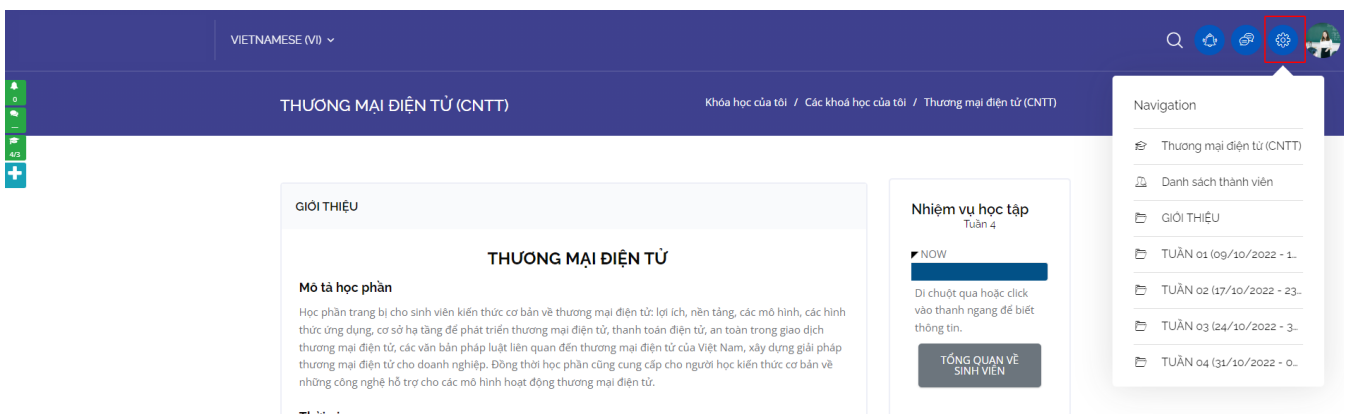 VIETNAMESE (VI)
0
—
4/3
THƯƠNG MẠI ĐIỆN TỬ (CNTT)
Khóa học của tôi / Các khoá học của tôi / Thương mại điện tử (CNTT)
GIỚI THIỆU
THƯƠNG MẠI ĐIỆN TỬ
Mô tả học phần
Học phần trang bị cho sinh viên kiến thức cơ bản về thương mại điện tử: lợi ích, nền tảng, các mô hình, các hình
thức ứng dụng, cơ sở hạ tầng để phát triển thương mại điện tử, thanh toán điện tử, an toàn trong giao dịch
thương mại điện tử, các văn bản pháp luật liên quan đến thương mại điện tử của Việt Nam, xây dựng giải pháp
thương mại điện tử cho doanh nghiệp. Đồng thời học phần cũng cung cấp cho người học kiến thức cơ bản về
những công nghệ hỗ trợ cho các mô hình hoạt động thương mại điện tử.
Nhiệm vụ học tập
Tuần 4
NOW
Di chuột qua hoặc click
vào thanh ngang để biết
thông tin.
TỔNG QUAN VỀ
SINH VIÊN
Navigation
Thương mại điện tử (CNTT)
Danh sách thành viên
GIỚI THIỆU
TUẦN 01 (09/10/2022 - 1...
TUẦN 02 (17/10/2022 - 23...
TUẦN 03 (24/10/2022 - 3...
TUẦN 04 (31/10/2022 - 0...